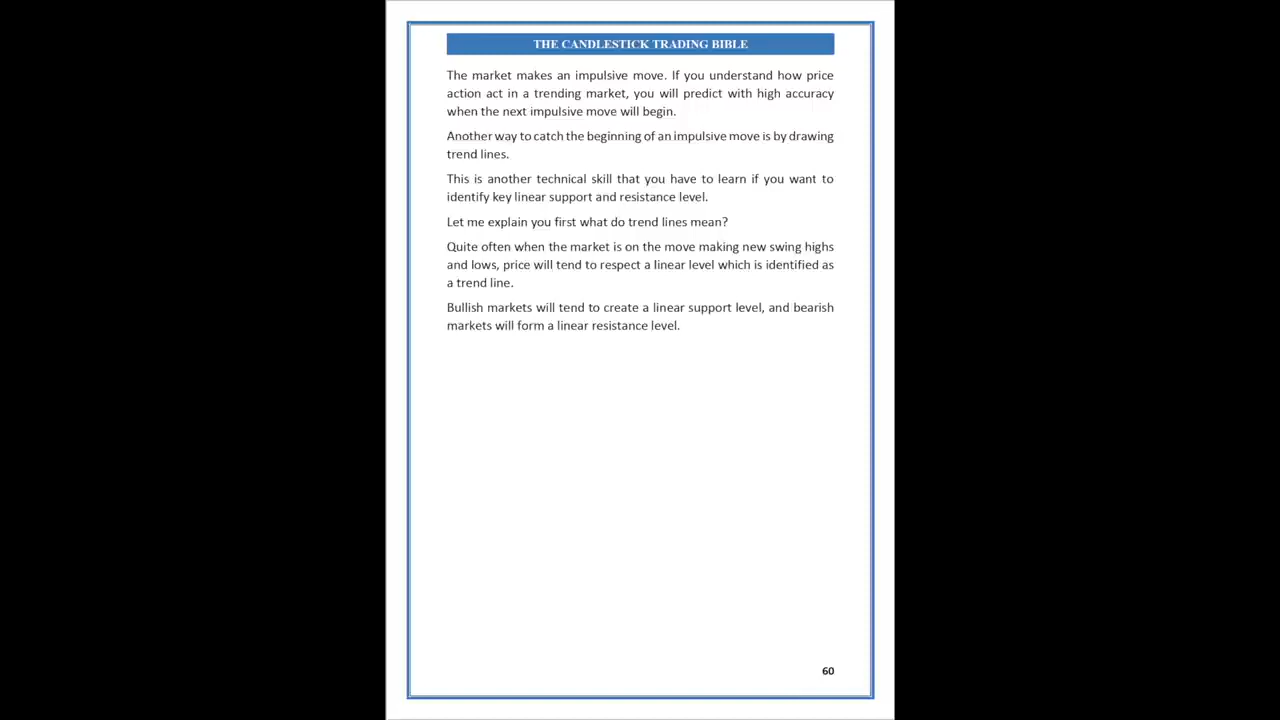 THE CANDLESTICK TRADING BIBLE
The market makes an impulsive move. If you understand how price
action act in a trending market, you will predict with high accuracy
when the next impulsive move will begin.
Another way to catch the beginning of an impulsive move is by drawing
trend lines.
This is another technical skill that you have to learn if you want to
identify key linear support and resistance level.
Let me explain you first what do trend lines mean?
Quite often when the market is on the move making new swing highs
and lows, price will tend to respect a linear level which is identified as
a trend line.
Bullish markets will tend to create a linear support level, and bearish
markets will form a linear resistance level.
60